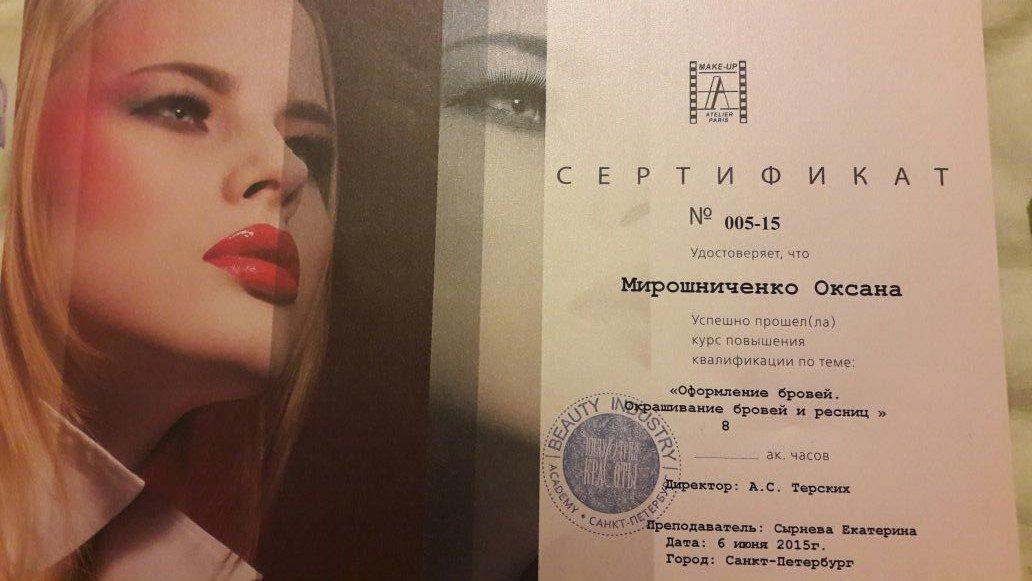 MAKE-UP
ATELIER
PARIS
СЕРТИФИКАТ
№ 005-15
Удостоверяет, что
Мирошниченко Оксана
Успешно прошел(ла)
курс повышения
квалификации по теме:
«Оформление бровей.
Окрашивание бровей и ресниц »
8
ак. часов
BEAUTY INDUSTRY
ACADEMY • САНКТ-ПЕТЕРБУРГ
КРАСОТЫ
Директор: А.С. Терских
Преподаватель: Сырнева Екатерина
Дата: 6 июня 2015г.
Город: Санкт-Петербург